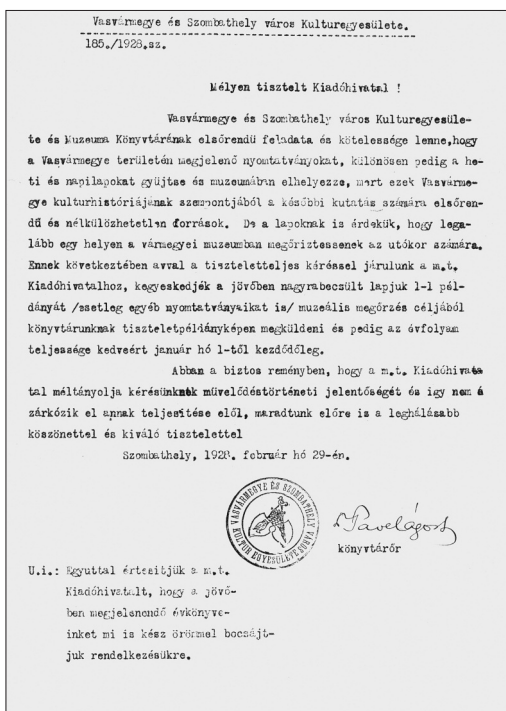 Vasvármegye és Szombathely város Kulturegyesülete.
185./1928.sz.
Mélyen tisztelt Kiadóhivatal !
Vasvármegye és Szombathely város Kulturegyesüle-
te és Muzeuma Könyvtárának elsőrendü feladata és kötelessége lenne,hogy
a Vasvármegye területén megjelenő nyomtatványokat, különösen pedig a he-
ti és napilapokat gyüjtse és muzeumában elhelyezze, mert ezek Vasvárme-
gye kulturhistóriájának szempontjából a későbbi kutatás számára elsőren-
dü és nélkülözhetetlen források. De a lapoknak is érdekük, hogy lega-
lább egy helyen a vármegyei muzeumban megőriztessenek az utókor számára.
Ennek következtében avval a tiszteletteljes kéréssel járulunk a m.t.
Kiadóhivatalhoz, kegyeskedjék a jövőben nagyrabecsült lapjuk 1-1 pél-
dányát /esetleg egyéb nyomtatványaikat is/ muzeális megőrzés céljából
könyvtárunknak tiszteletpéldányképen megküldeni és pedig az évfolyam
teljessége kedveért január hó 1-től kezdődőleg.
Abban a biztos reményben, hogy a m.t. Kiadóhivata
tal méltányolja kérésünknek müvelődéstörténeti jelentőségét és igy nem á
zárkózik el annak teljesitése elől, maradtunk előre is a leghálásabb
köszönettel és kiváló tisztelettel
Szombathely, 1928. február hó 29-én.
VASVÁRMEGYE ÉS SZOMBATHELY
KULTUR EGYESÜLETE
Pavelágost
könyvtárőr
U.i.: Egyuttal értesitjük a m.t.
Kiadóhivatalt, hogy a jövő-
ben megjelenendő évkönyve-
inket mi is kész örömmel bocsájt-
juk rendelkezésükre.